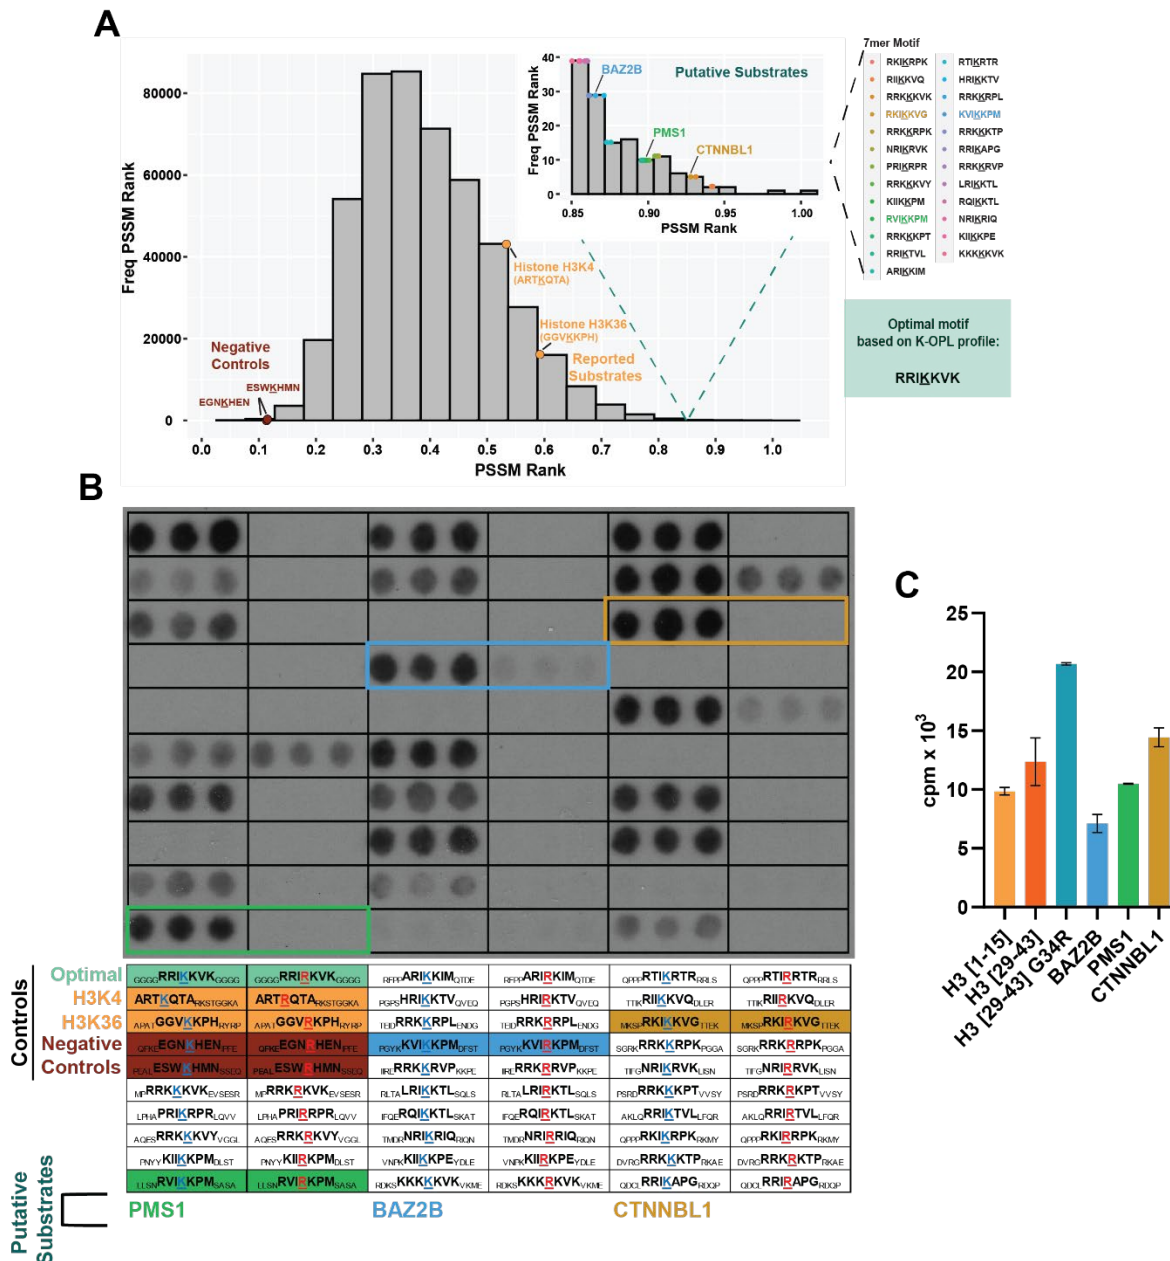 A
Freq PSSM Rank
80000
60000
40000
20000
0
0.0 0.1 0.2 0.3 0.4 0.5 0.6 0.7 0.8 0.9 1.0
PSSM Rank
Negative
Controls
ESWKHMN
EGNKHEN
Histone H3K4
(ARTKQTA)
Histone H3K36
(GGVKKPH)
Reported
Substrates
Freq PSSM Rank
40
30
20
10
0
0.85 0.90 0.95 1.00
PSSM Rank
Putative Substrates
BAZ2B
PMS1
CTNNBL1
7mer Motif
RKIKRPK RTIKRTR
RIIKKVQ HRIKKTV
RRKKKVK RRKKRPL
RKIKKVG KVIKKPM
RRKKRPK RRKKKTP
NRIKRVK RRIKAPG
PRIKRPR RRKKRVP
RRKKKVY LRIKKTL
KIIKKPM RQIKKTL
RVIKKPM NRIKRIQ
RRKKKPT KIIKKPE
RRIKTVL KKKKKVK
ARIKKIM
Optimal motif
based on K-OPL profile:
RRIKKVK
B
Controls
Optimal GGGGRRIKKVKGGGG GGGGRRIRKVKGGGG RFPPARIKKIMQTDE RFPPARIRKIMQTDE QPPPRTIKRTRRRLS QPPPRTIRRTRRRLS
H3K4 ARTKQTARKSTGGKA ARTRQTARKSTGGKA PGPSHRIKKTVQVEQ PGPSHRIRKTVQVEQ TTIKRIIKKVQDLER TTIKRIIRKVQDLER
H3K36 APATGGVKKPHRYRP APATGGVRKPHRYRP TEIDRRKKRPLENDG TEIDRRKRRPLENDG MKSPRKIKKVGTTEK MKSPRKIRKVGTTEK
Negative QFKEEGNKHENIPFE QFKEEGNRHENIPFE PGYKKVIKKPMDFST PGYKKVIRKPMDFST SGRKRRKKRPKPGGA SGRKRRKRRPKPGGA
Controls PEALESWKHMNSSEQ PEALESWRHMNSSEQ IIRERRKKRVPKKPE IIRERRKRRVPKKPE TIFGNRIKRVKLISN TIFGNRIRRVKLISN
MPRRKKKVKEVSESR MPRRKRKVKEVSESR RLTALRIKKTLSQLS RLTALRIRKTLSQLS PSRDRRKKKPTVVSY PSRDRRKRKPTVVSY
LPHAPRIKRPRLQVV LPHAPRIRRPRLQVV IFQERQIKKTLSKAT IFQERQIRKTLSKAT AKLQRRIKTVLLFQR AKLQRRIRTVLLFQR
AQESRRKKKVYVGGL AQESRRKRKVYVGGL TMDRNRIKRIQRIQN TMDRNRIRRIQRIQN QPPPRKIKRPKRKMY QPPPRKIRRPKRKMY
PNYYKIIKKPMDLST PNYYKIIRKPMDLST VNPKKIIKKPEYDLE VNPKKIIRKPEYDLE DVRGRRKKKTPRKAE DVRGRRKRKTPRKAE
LLSNRVIKKPMSASA LLSNRVIRKPMSASA RDKSKKKKKVKVKME RDKSKKKRKVKVKME QDCLRRIKAPGRDQP QDCLRRIRAPGRDQP
Putative
Substrates
PMS1 BAZ2B CTNNBL1
C
cpm x 10³
25
20
15
10
5
0
H3 [1-15]
H3 [29-43]
H3 [29-43] G34R
BAZ2B
PMS1
CTNNBL1